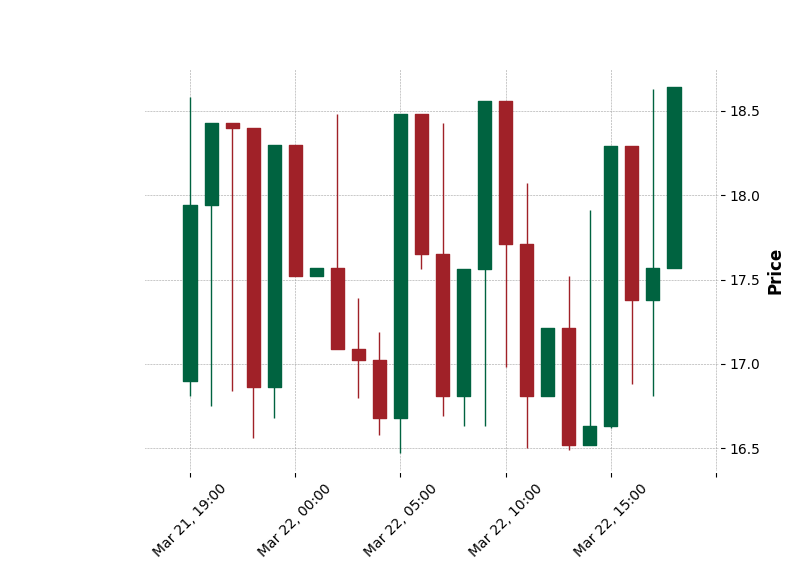 18.5
18.0
17.5
17.0
16.5
Price
Mar 21, 19:00
Mar 22, 00:00
Mar 22, 05:00
Mar 22, 10:00
Mar 22, 15:00